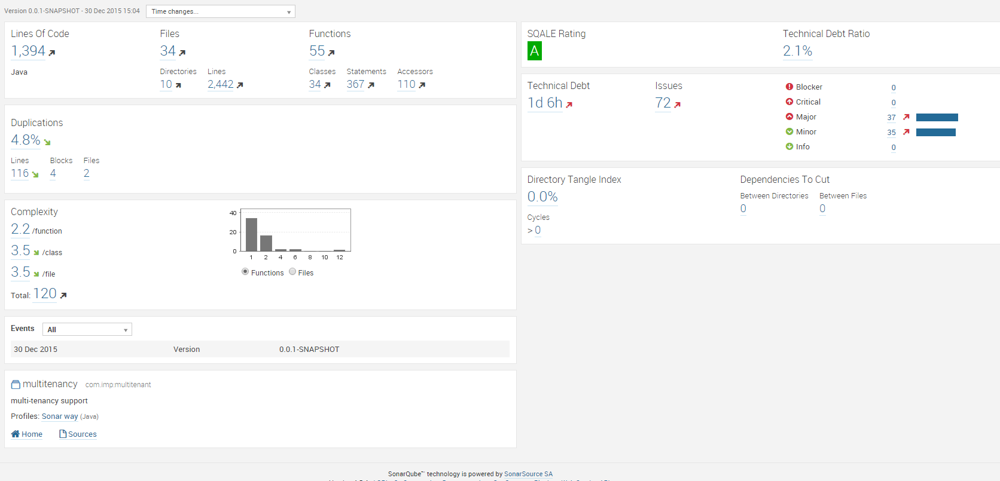 Version 0.0.1-SNAPSHOT - 30 Dec 2015 15:04 Time changes...
Lines Of Code
1,394
Java
Files
34
Directories Lines
10 2,442
Functions
55
Classes Statements Accessors
34 367 110
Duplications
4.8%
Lines Blocks Files
116 4 2
Complexity
2.2 /function
3.5 /class
3.5 /file
Total: 120
40
20
0
1 2 4 6 8 10 12
Functions Files
Events All
30 Dec 2015 Version 0.0.1-SNAPSHOT
multitenancy com.imp:multitenant
multi-tenancy support
Profiles: Sonar way (Java)
Home Sources
SQALE Rating
A
Technical Debt Ratio
2.1%
Technical Debt
1d 6h
Issues
72
Blocker 0
Critical 0
Major 37
Minor 35
Info 0
Directory Tangle Index
0.0%
Cycles
> 0
Dependencies To Cut
Between Directories Between Files
0 0
SonarQube™ technology is powered by SonarSource SA